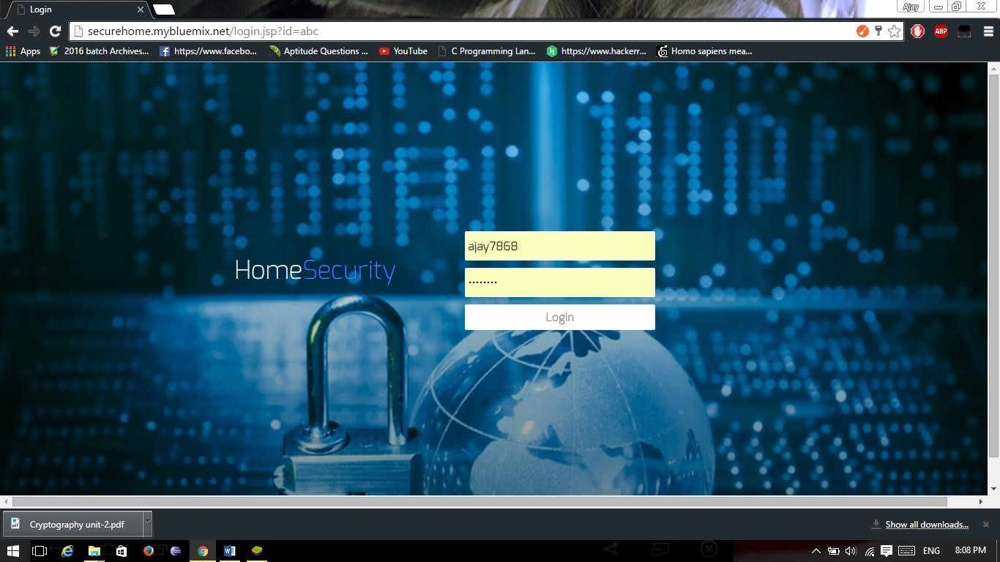 Login
Ajay
securehome.mybluemix.net/login.jsp?id=abc
ABP
Apps 2016 batch Archives... https://www.facebo... Aptitude Questions ... YouTube C Programming Lan... https://www.hackerr... Homo sapiens mea...
ajay7868
HomeSecurity
••••••••
Login
Cryptography unit-2.pdf
Show all downloads...
ENG 8:08 PM